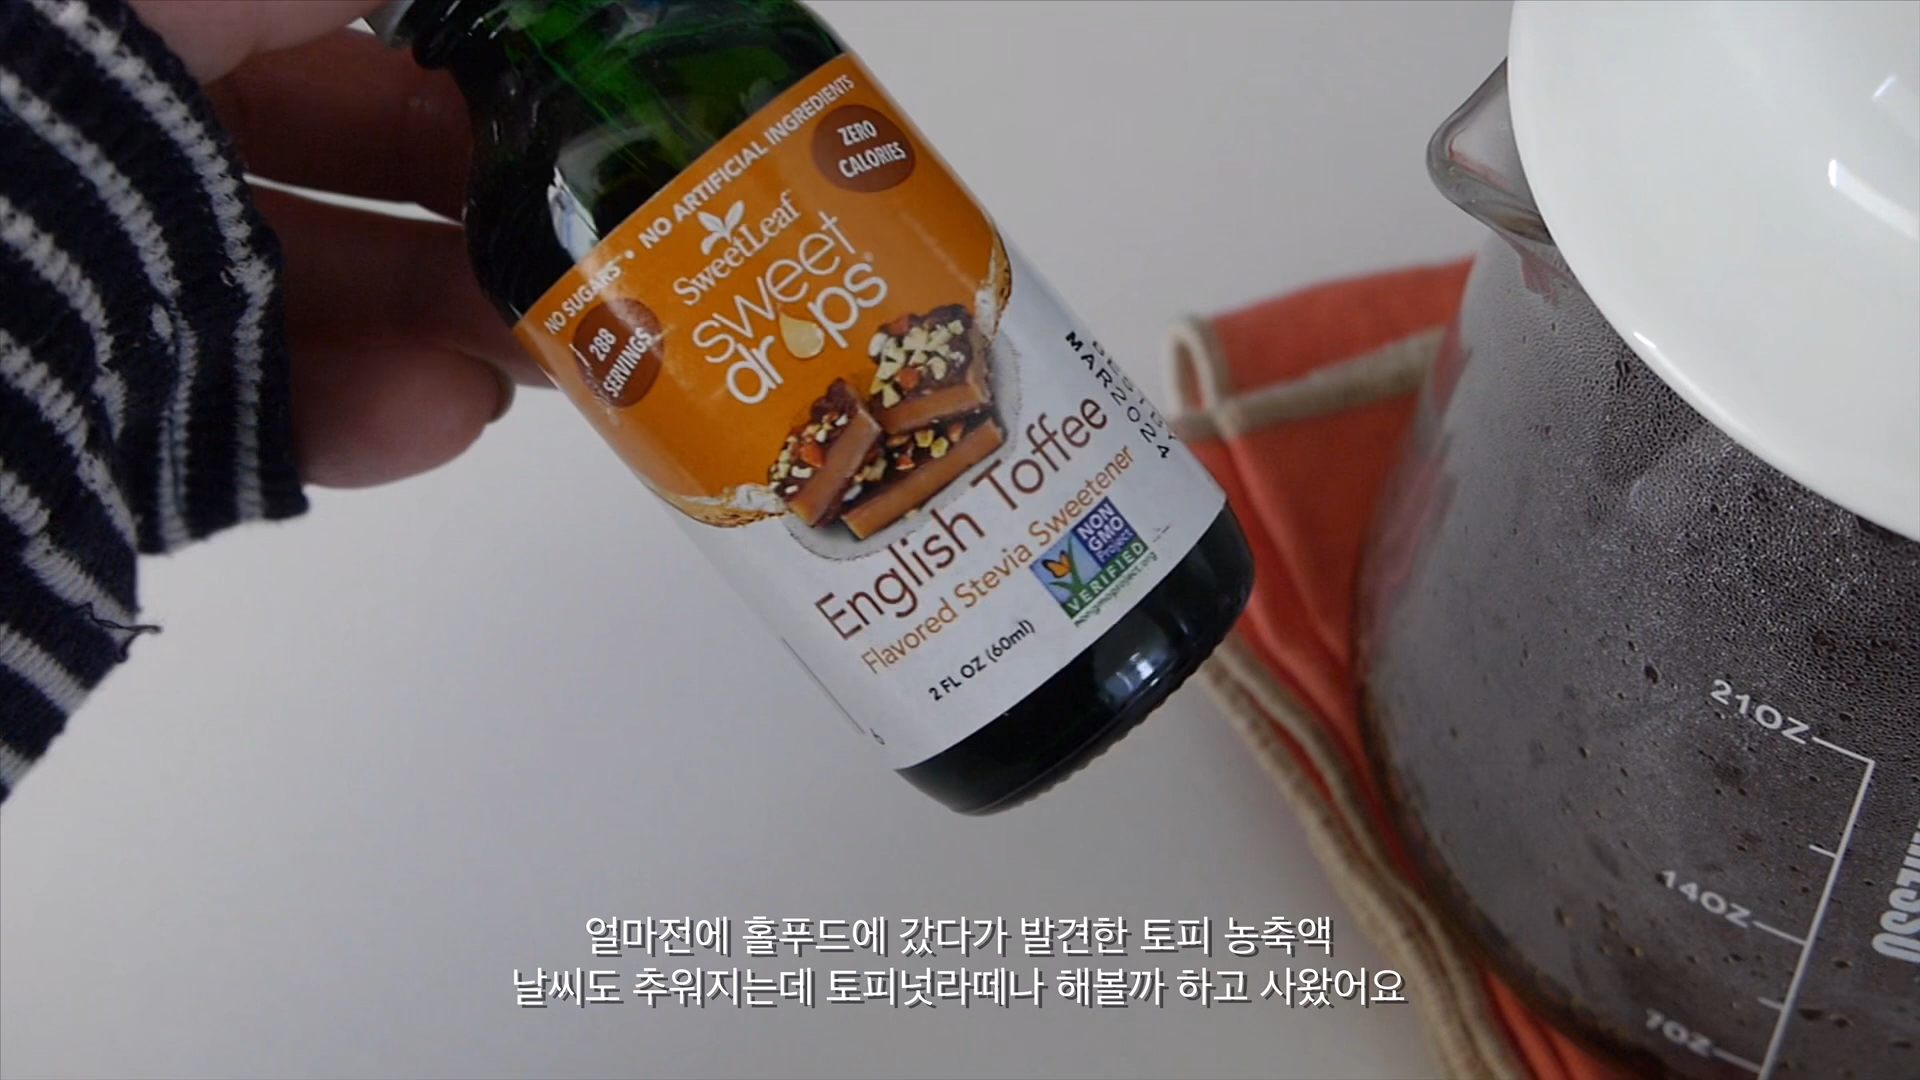 NO SUGARS • NO ARTIFICIAL INGREDIENTS
ZERO
CALORIES
288
SERVINGS
SweetLeaf
sweet
drops®
English Toffee
Flavored Stevia Sweetener
2 FL OZ (60ml)
NON
GMO
Project
VERIFIED
nongmoproject.org
MAR2024
21OZ
14OZ
7OZ
얼마전에 홀푸드에 갔다가 발견한 토피 농축액
날씨도 추워지는데 토피넛라떼나 해볼까 하고 사왔어요